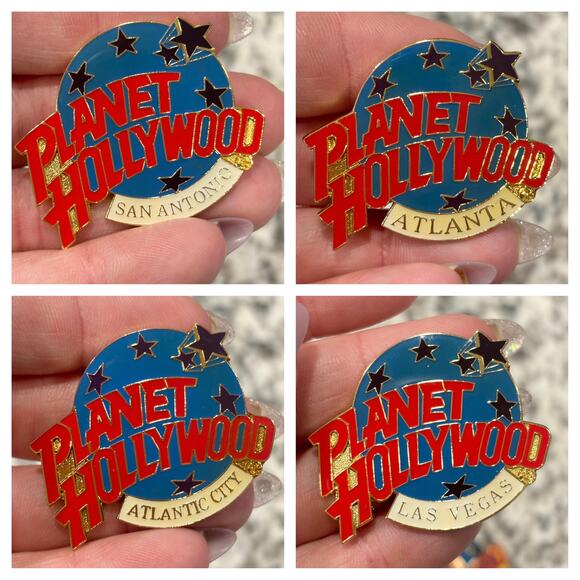 PLANET
HOLLYWOOD
SAN ANTONIO
PLANET
HOLLYWOOD
ATLANTA
PLANET
HOLLYWOOD
ATLANTIC CITY
PLANET
HOLLYWOOD
LAS VEGAS